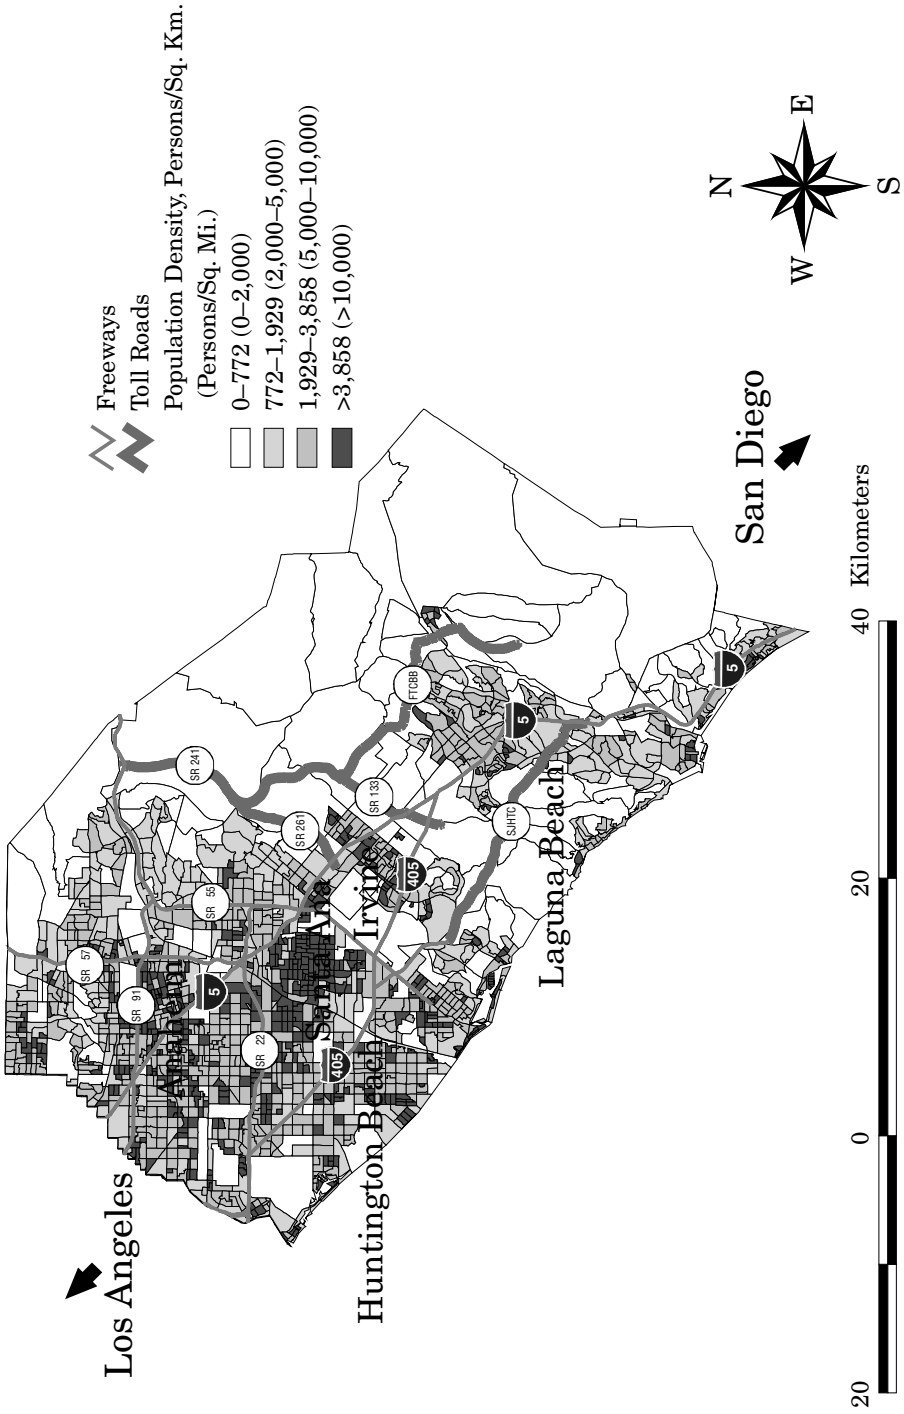 Freeways
Toll Roads
Population Density, Persons/Sq. Km.
(Persons/Sq. Mi.)
0–772 (0–2,000)
772–1,929 (2,000–5,000)
1,929–3,858 (5,000–10,000)
>3,858 (>10,000)
N
W
E
S
Los Angeles
San Diego
Anaheim
Santa Ana
Irvine
Huntington Beach
Laguna Beach
SR 57
SR 91
5
SR 55
SR 22
405
SR 241
SR 261
SR 133
405
FTCBB
SJHTC
5
5
20
0
20
40
Kilometers